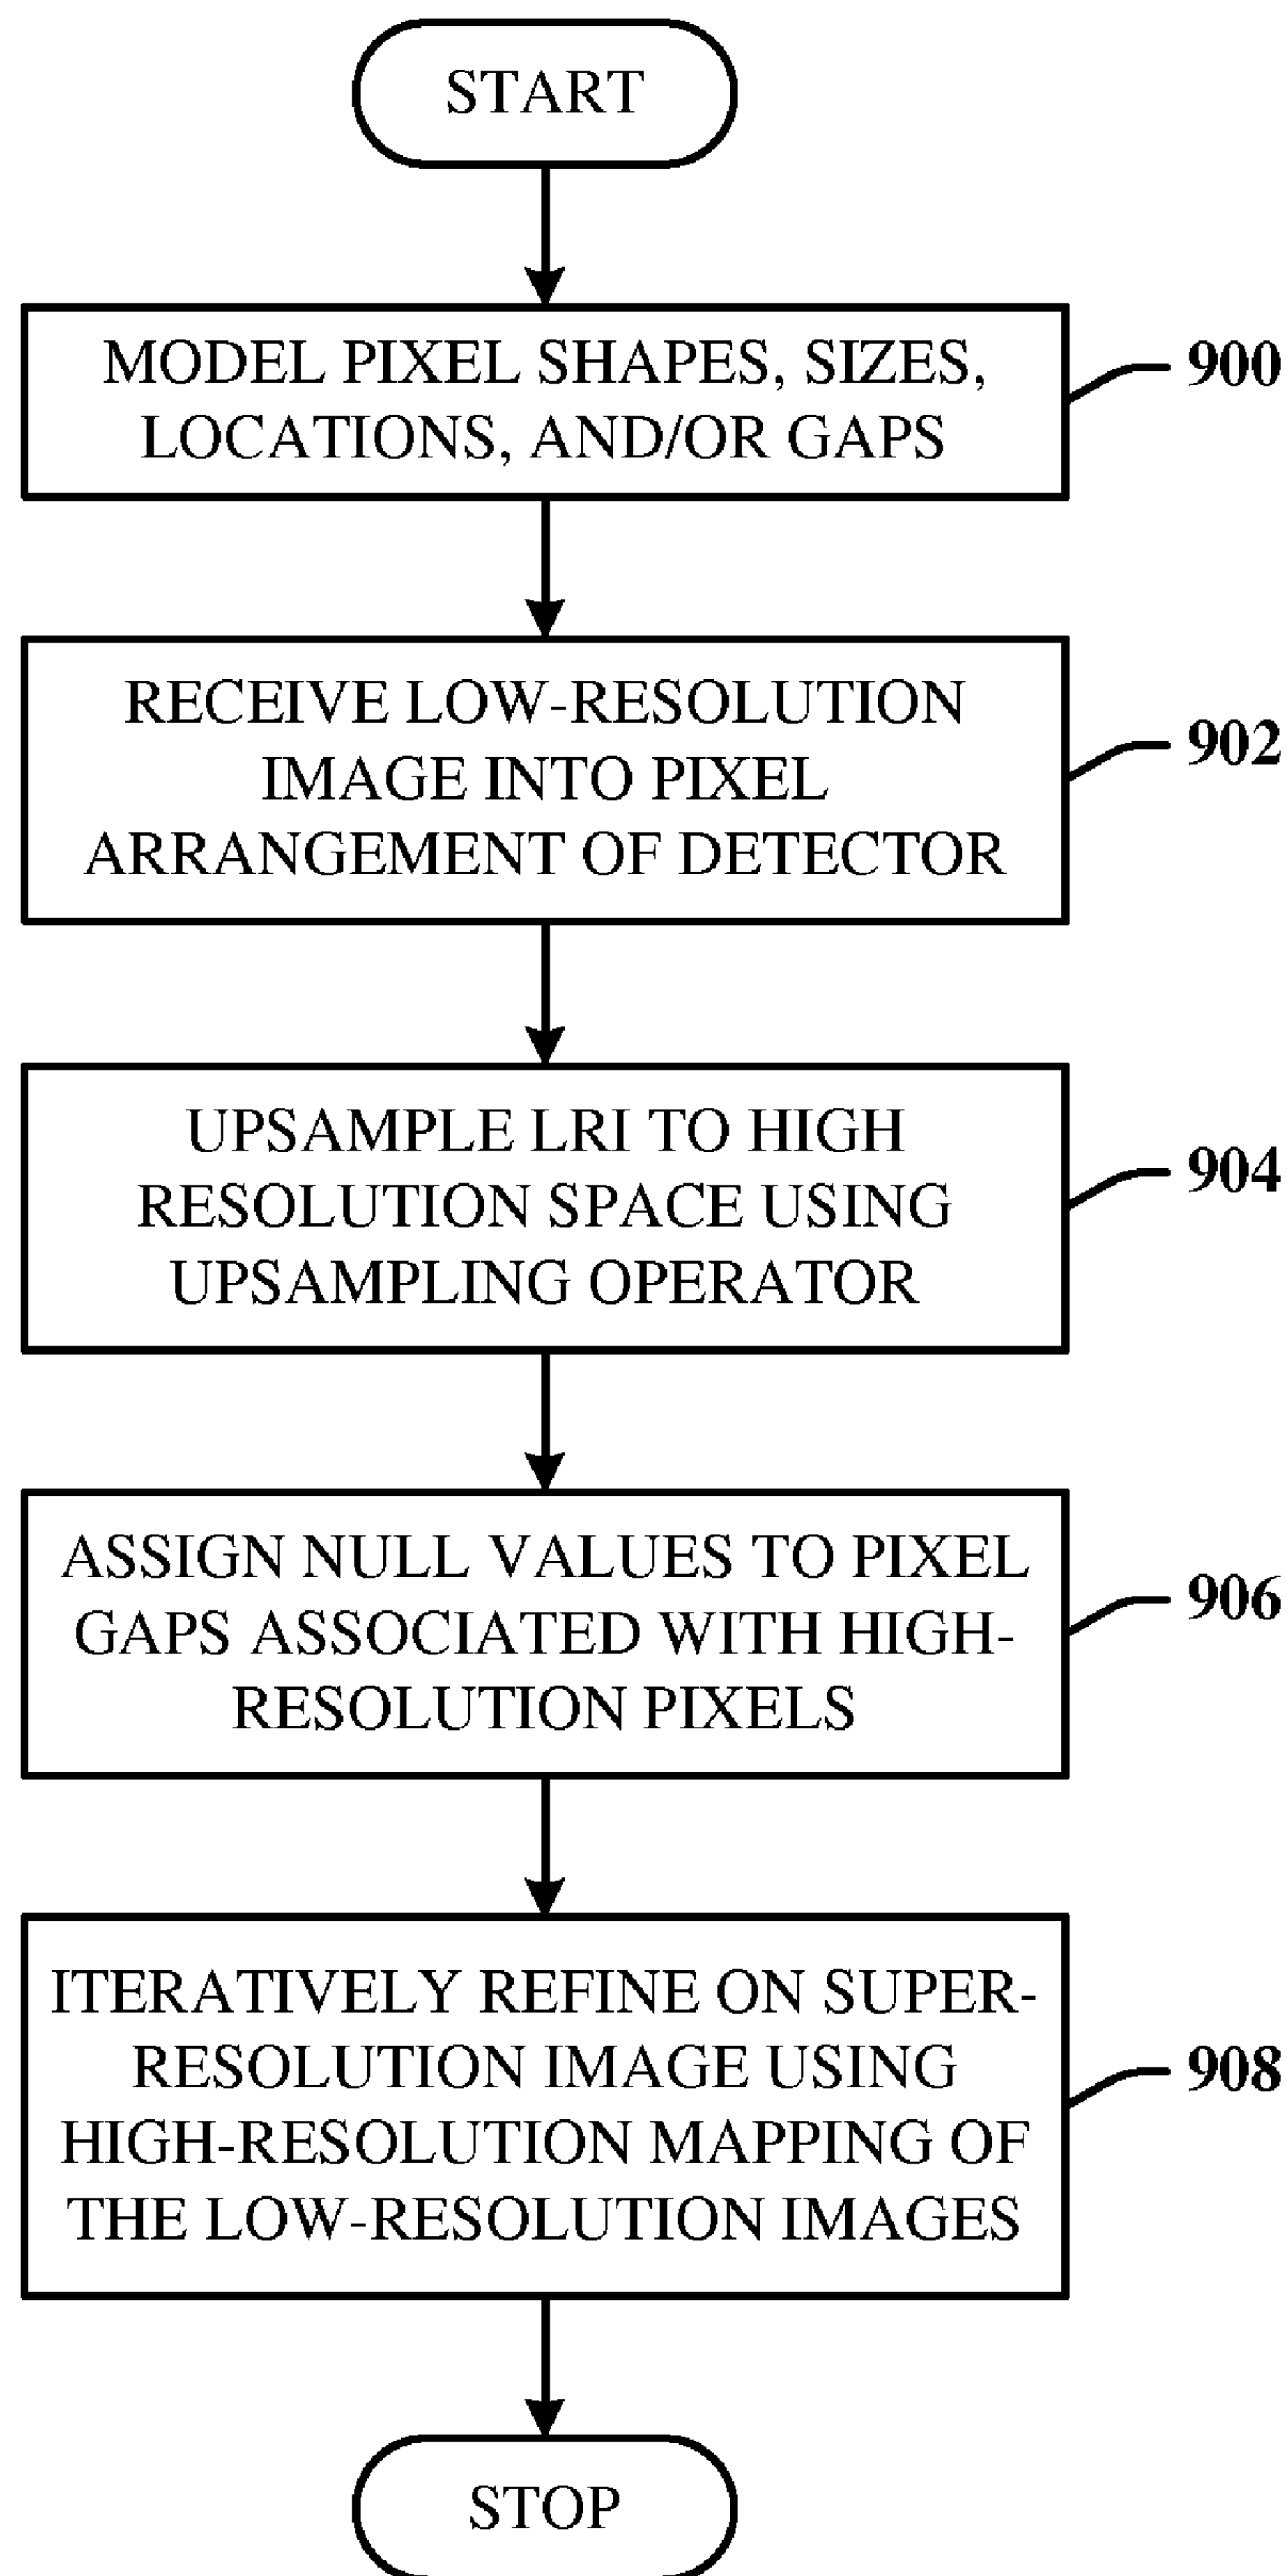 START
MODEL PIXEL SHAPES, SIZES,
LOCATIONS, AND/OR GAPS
900
RECEIVE LOW-RESOLUTION
IMAGE INTO PIXEL
ARRANGEMENT OF DETECTOR
902
UPSAMPLE LRI TO HIGH
RESOLUTION SPACE USING
UPSAMPLING OPERATOR
904
ASSIGN NULL VALUES TO PIXEL
GAPS ASSOCIATED WITH HIGH-
RESOLUTION PIXELS
906
ITERATIVELY REFINE ON SUPER-
RESOLUTION IMAGE USING
HIGH-RESOLUTION MAPPING OF
THE LOW-RESOLUTION IMAGES
908
STOP